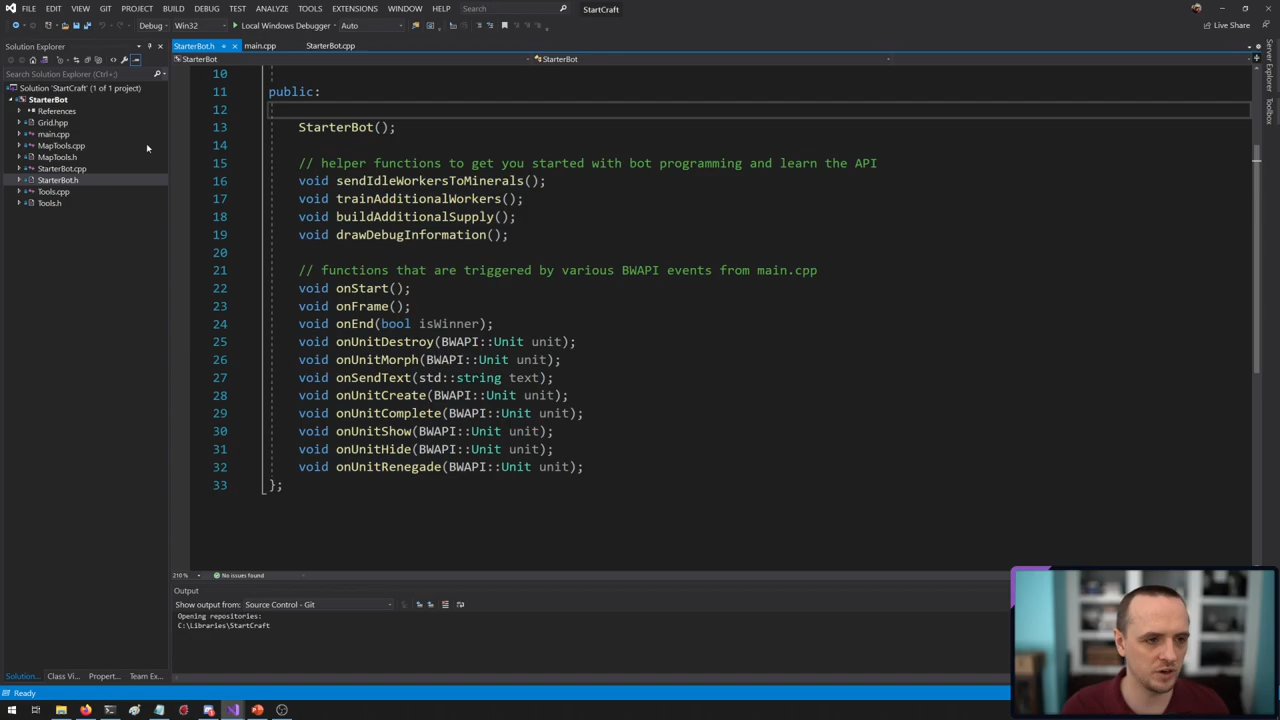 FILE EDIT VIEW GIT PROJECT BUILD DEBUG TEST ANALYZE TOOLS EXTENSIONS WINDOW HELP Search StartCraft
Debug Win32 Local Windows Debugger Auto Live Share
Solution Explorer
Search Solution Explorer (Ctrl+;)
Solution 'StartCraft' (1 of 1 project)
StarterBot
References
Grid.hpp
main.cpp
MapTools.cpp
MapTools.h
StarterBot.cpp
StarterBot.h
Tools.cpp
Tools.h
Solution... Class Vi... Propert... Team Ex...
StarterBot.h main.cpp StarterBot.cpp
StarterBot StarterBot
10
11 public:
12
13 StarterBot();
14
15 // helper functions to get you started with bot programming and learn the API
16 void sendIdleWorkersToMinerals();
17 void trainAdditionalWorkers();
18 void buildAdditionalSupply();
19 void drawDebugInformation();
20
21 // functions that are triggered by various BWAPI events from main.cpp
22 void onStart();
23 void onFrame();
24 void onEnd(bool isWinner);
25 void onUnitDestroy(BWAPI::Unit unit);
26 void onUnitMorph(BWAPI::Unit unit);
27 void onSendText(std::string text);
28 void onUnitCreate(BWAPI::Unit unit);
29 void onUnitComplete(BWAPI::Unit unit);
30 void onUnitShow(BWAPI::Unit unit);
31 void onUnitHide(BWAPI::Unit unit);
32 void onUnitRenegade(BWAPI::Unit unit);
33 };
210 % No issues found
Output
Show output from: Source Control - Git
Opening repositories:
C:\Libraries\StartCraft
Server Explorer
Toolbox
Ready